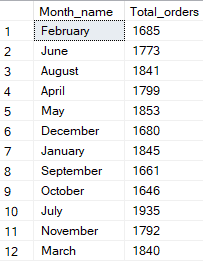 Month_name Total_orders
1 February 1685
2 June 1773
3 August 1841
4 April 1799
5 May 1853
6 December 1680
7 January 1845
8 September 1661
9 October 1646
10 July 1935
11 November 1792
12 March 1840